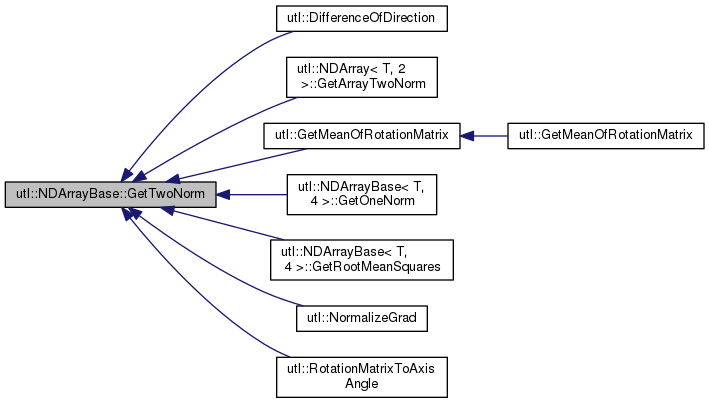 utl::DifferenceOfDirection
utl::NDArray< T, 2
>::GetArrayTwoNorm
utl::GetMeanOfRotationMatrix
utl::GetMeanOfRotationMatrix
utl::NDArrayBase::GetTwoNorm
utl::NDArrayBase< T,
4 >::GetOneNorm
utl::NDArrayBase< T,
4 >::GetRootMeanSquares
utl::NormalizeGrad
utl::RotationMatrixToAxis
Angle